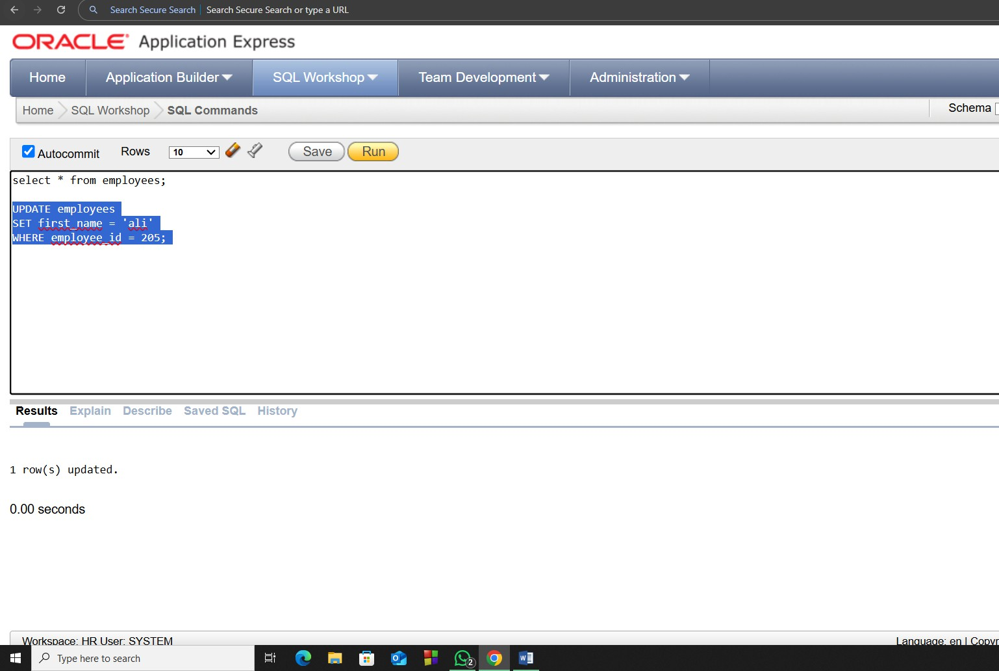 Search Secure Search Search Secure Search or type a URL
ORACLE Application Express
Home Application Builder SQL Workshop Team Development Administration
Home SQL Workshop SQL Commands Schema
Autocommit Rows 10 Save Run
select * from employees;
UPDATE employees
SET first_name = 'ali'
WHERE employee_id = 205;
Results Explain Describe Saved SQL History
1 row(s) updated.
0.00 seconds
Workspace: HR User: SYSTEM Language: en | Copyr
Type here to search 2